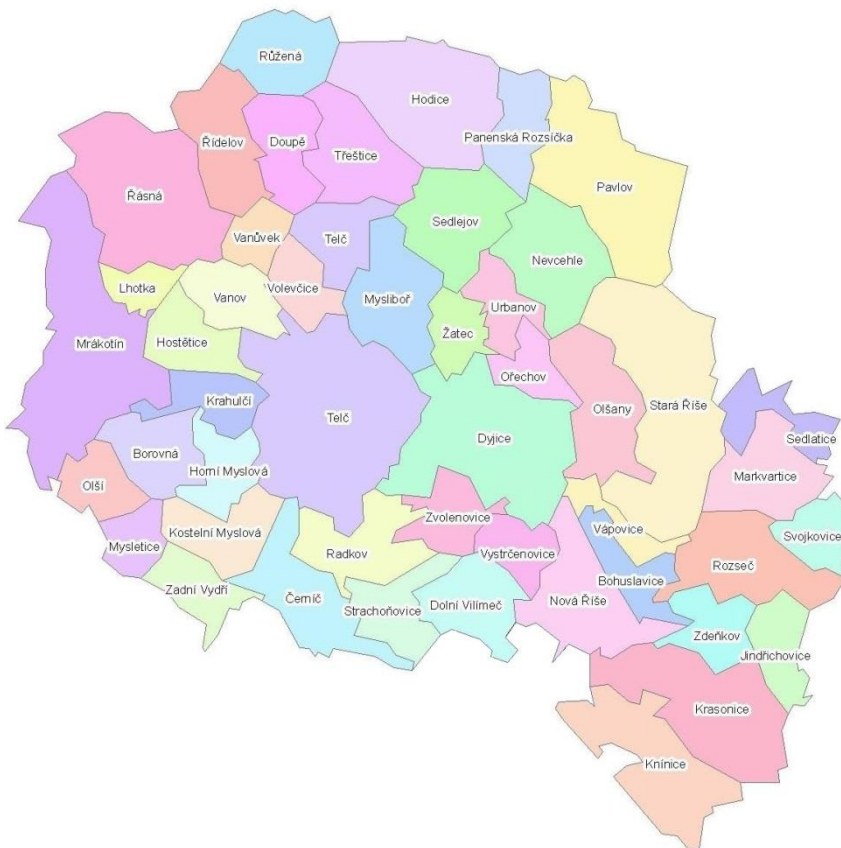 Růžená
Hodice
Řídelov
Doupě
Panenská Rozsíčka
Třeštice
Pavlov
Řásná
Sedlejov
Vanůvek
Telč
Nevcehle
Lhotka
Vanov
Volevčice
Mysliboř
Urbanov
Žatec
Mrákotín
Hostětice
Ořechov
Krahulčí
Telč
Olšany
Stará Říše
Borovná
Dyjice
Sedlatice
Horní Myslová
Markvartice
Olší
Kostelní Myslová
Zvolenovice
Vápovice
Svojkovice
Mysletice
Radkov
Vystrčenovice
Rozseč
Zadní Vydří
Bohuslavice
Černíč
Strachoňovice
Dolní Vilímeč
Nová Říše
Zdeňkov
Jindřichovice
Krasonice
Knínice